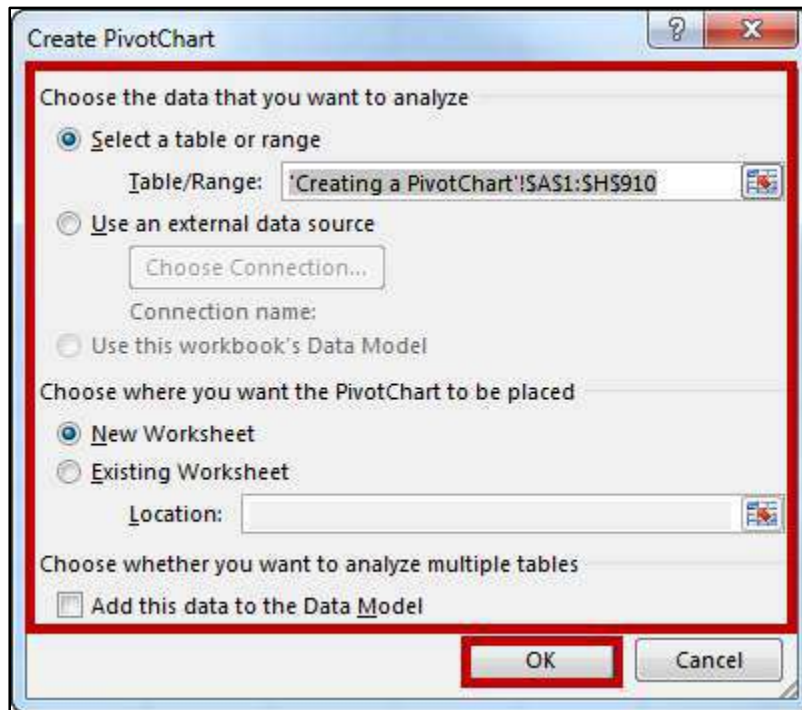 Create PivotChart
?
Choose the data that you want to analyze
Select a table or range
Table/Range: 'Creating a PivotChart'!$A$1:$H$910
Use an external data source
Choose Connection...
Connection name:
Use this workbook's Data Model
Choose where you want the PivotChart to be placed
New Worksheet
Existing Worksheet
Location:
Choose whether you want to analyze multiple tables
Add this data to the Data Model
OK Cancel